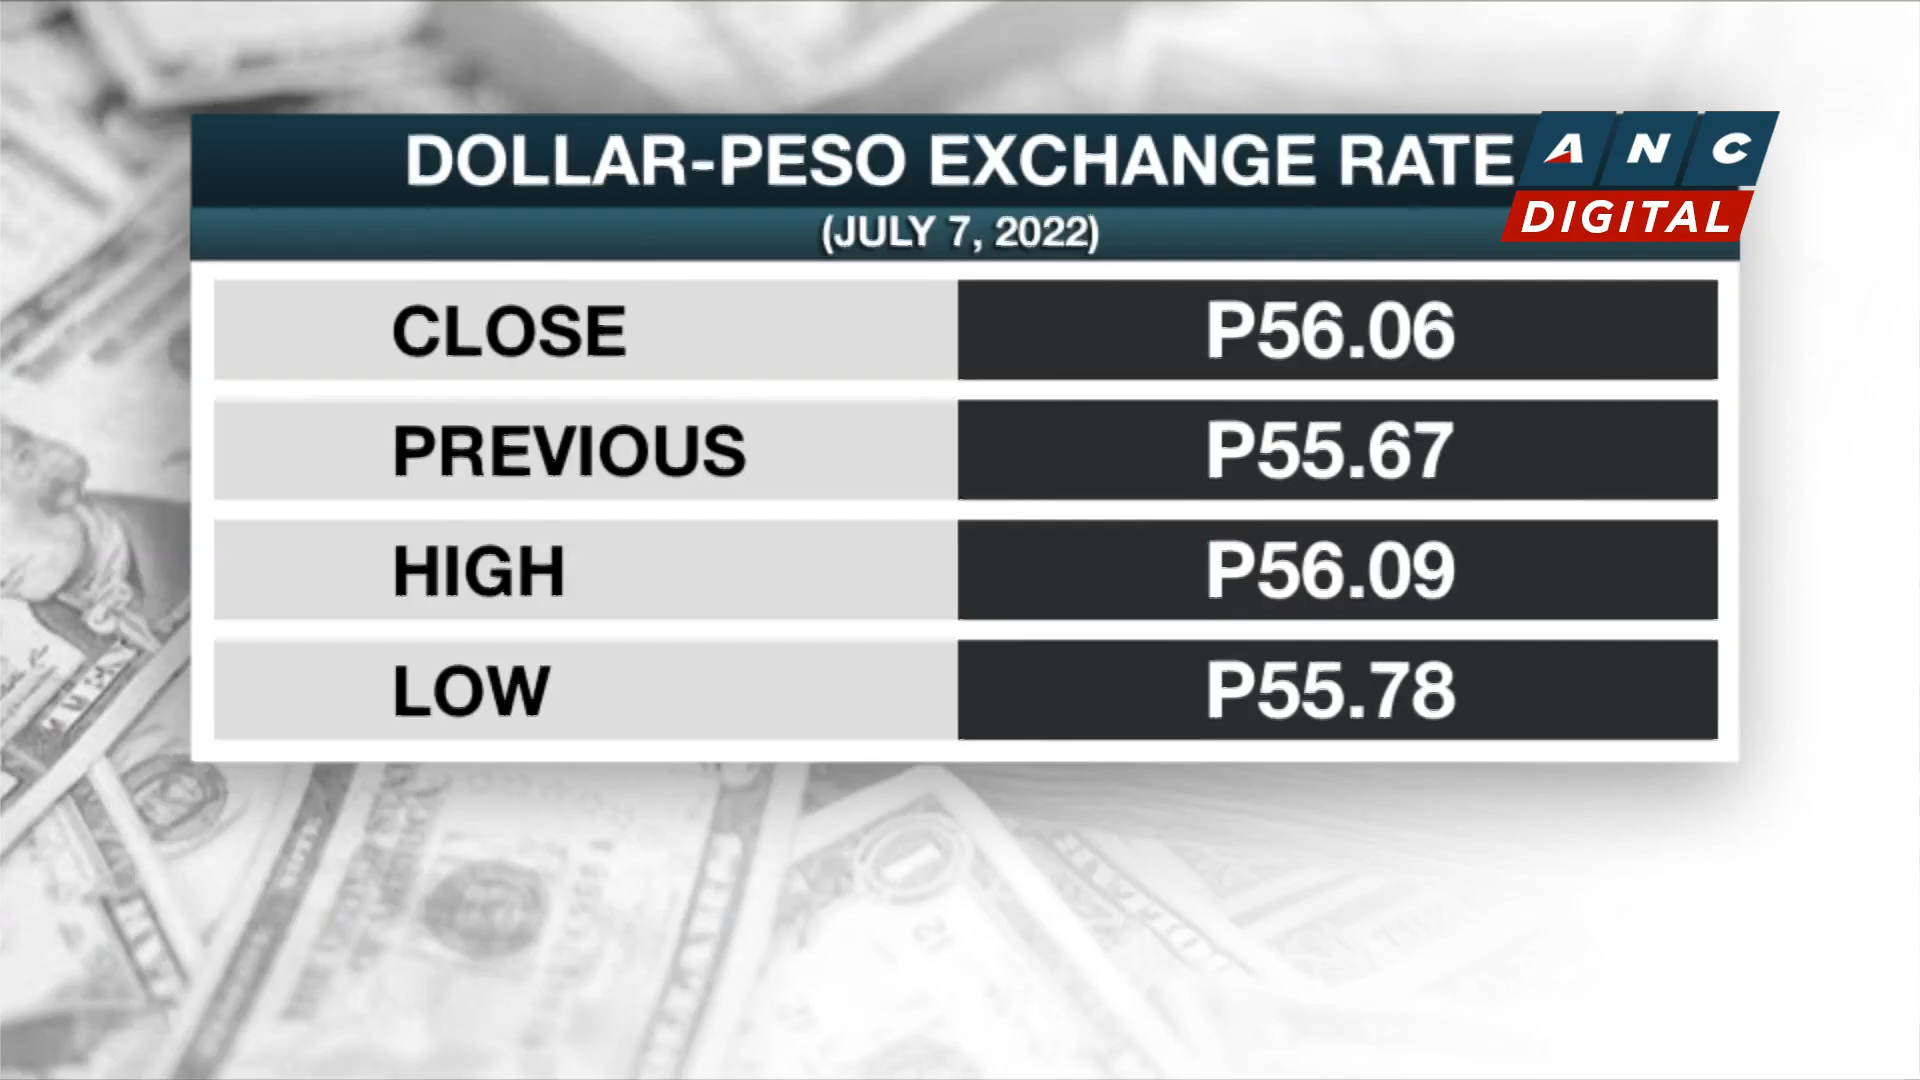 DOLLAR-PESO EXCHANGE RATE
ANC
DIGITAL
(JULY 7, 2022)
CLOSE P56.06
PREVIOUS P55.67
HIGH P56.09
LOW P55.78